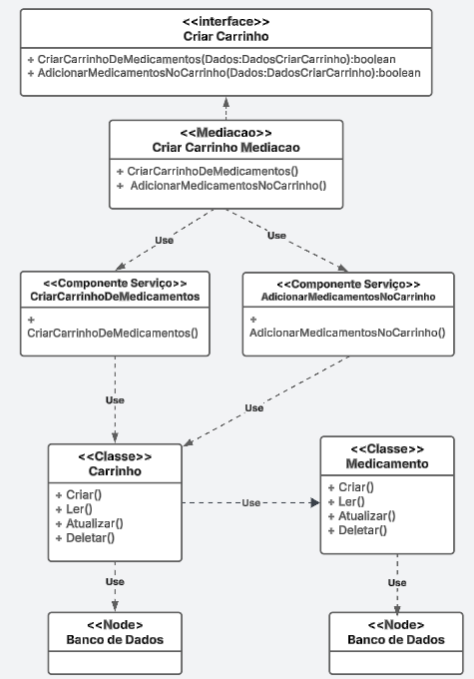 <<interface>>
Criar Carrinho
+ CriarCarrinhoDeMedicamentos(Dados:DadosCriarCarrinho):boolean
+ AdicionarMedicamentosNoCarrinho(Dados:DadosCriarCarrinho):boolean
<<Mediacao>>
Criar Carrinho Mediacao
+ CriarCarrinhoDeMedicamentos()
+ AdicionarMedicamentosNoCarrinho()
Use
Use
<<Componente Serviço>>
CriarCarrinhoDeMedicamentos
+
CriarCarrinhoDeMedicamentos()
<<Componente Serviço>>
AdicionarMedicamentosNoCarrinho
+
AdicionarMedicamentosNoCarrinho()
Use
Use
<<Classe>>
Carrinho
+ Criar()
+ Ler()
+ Atualizar()
+ Deletar()
Use
<<Classe>>
Medicamento
+ Criar()
+ Ler()
+ Atualizar()
+ Deletar()
Use
Use
<<Node>>
Banco de Dados
<<Node>>
Banco de Dados